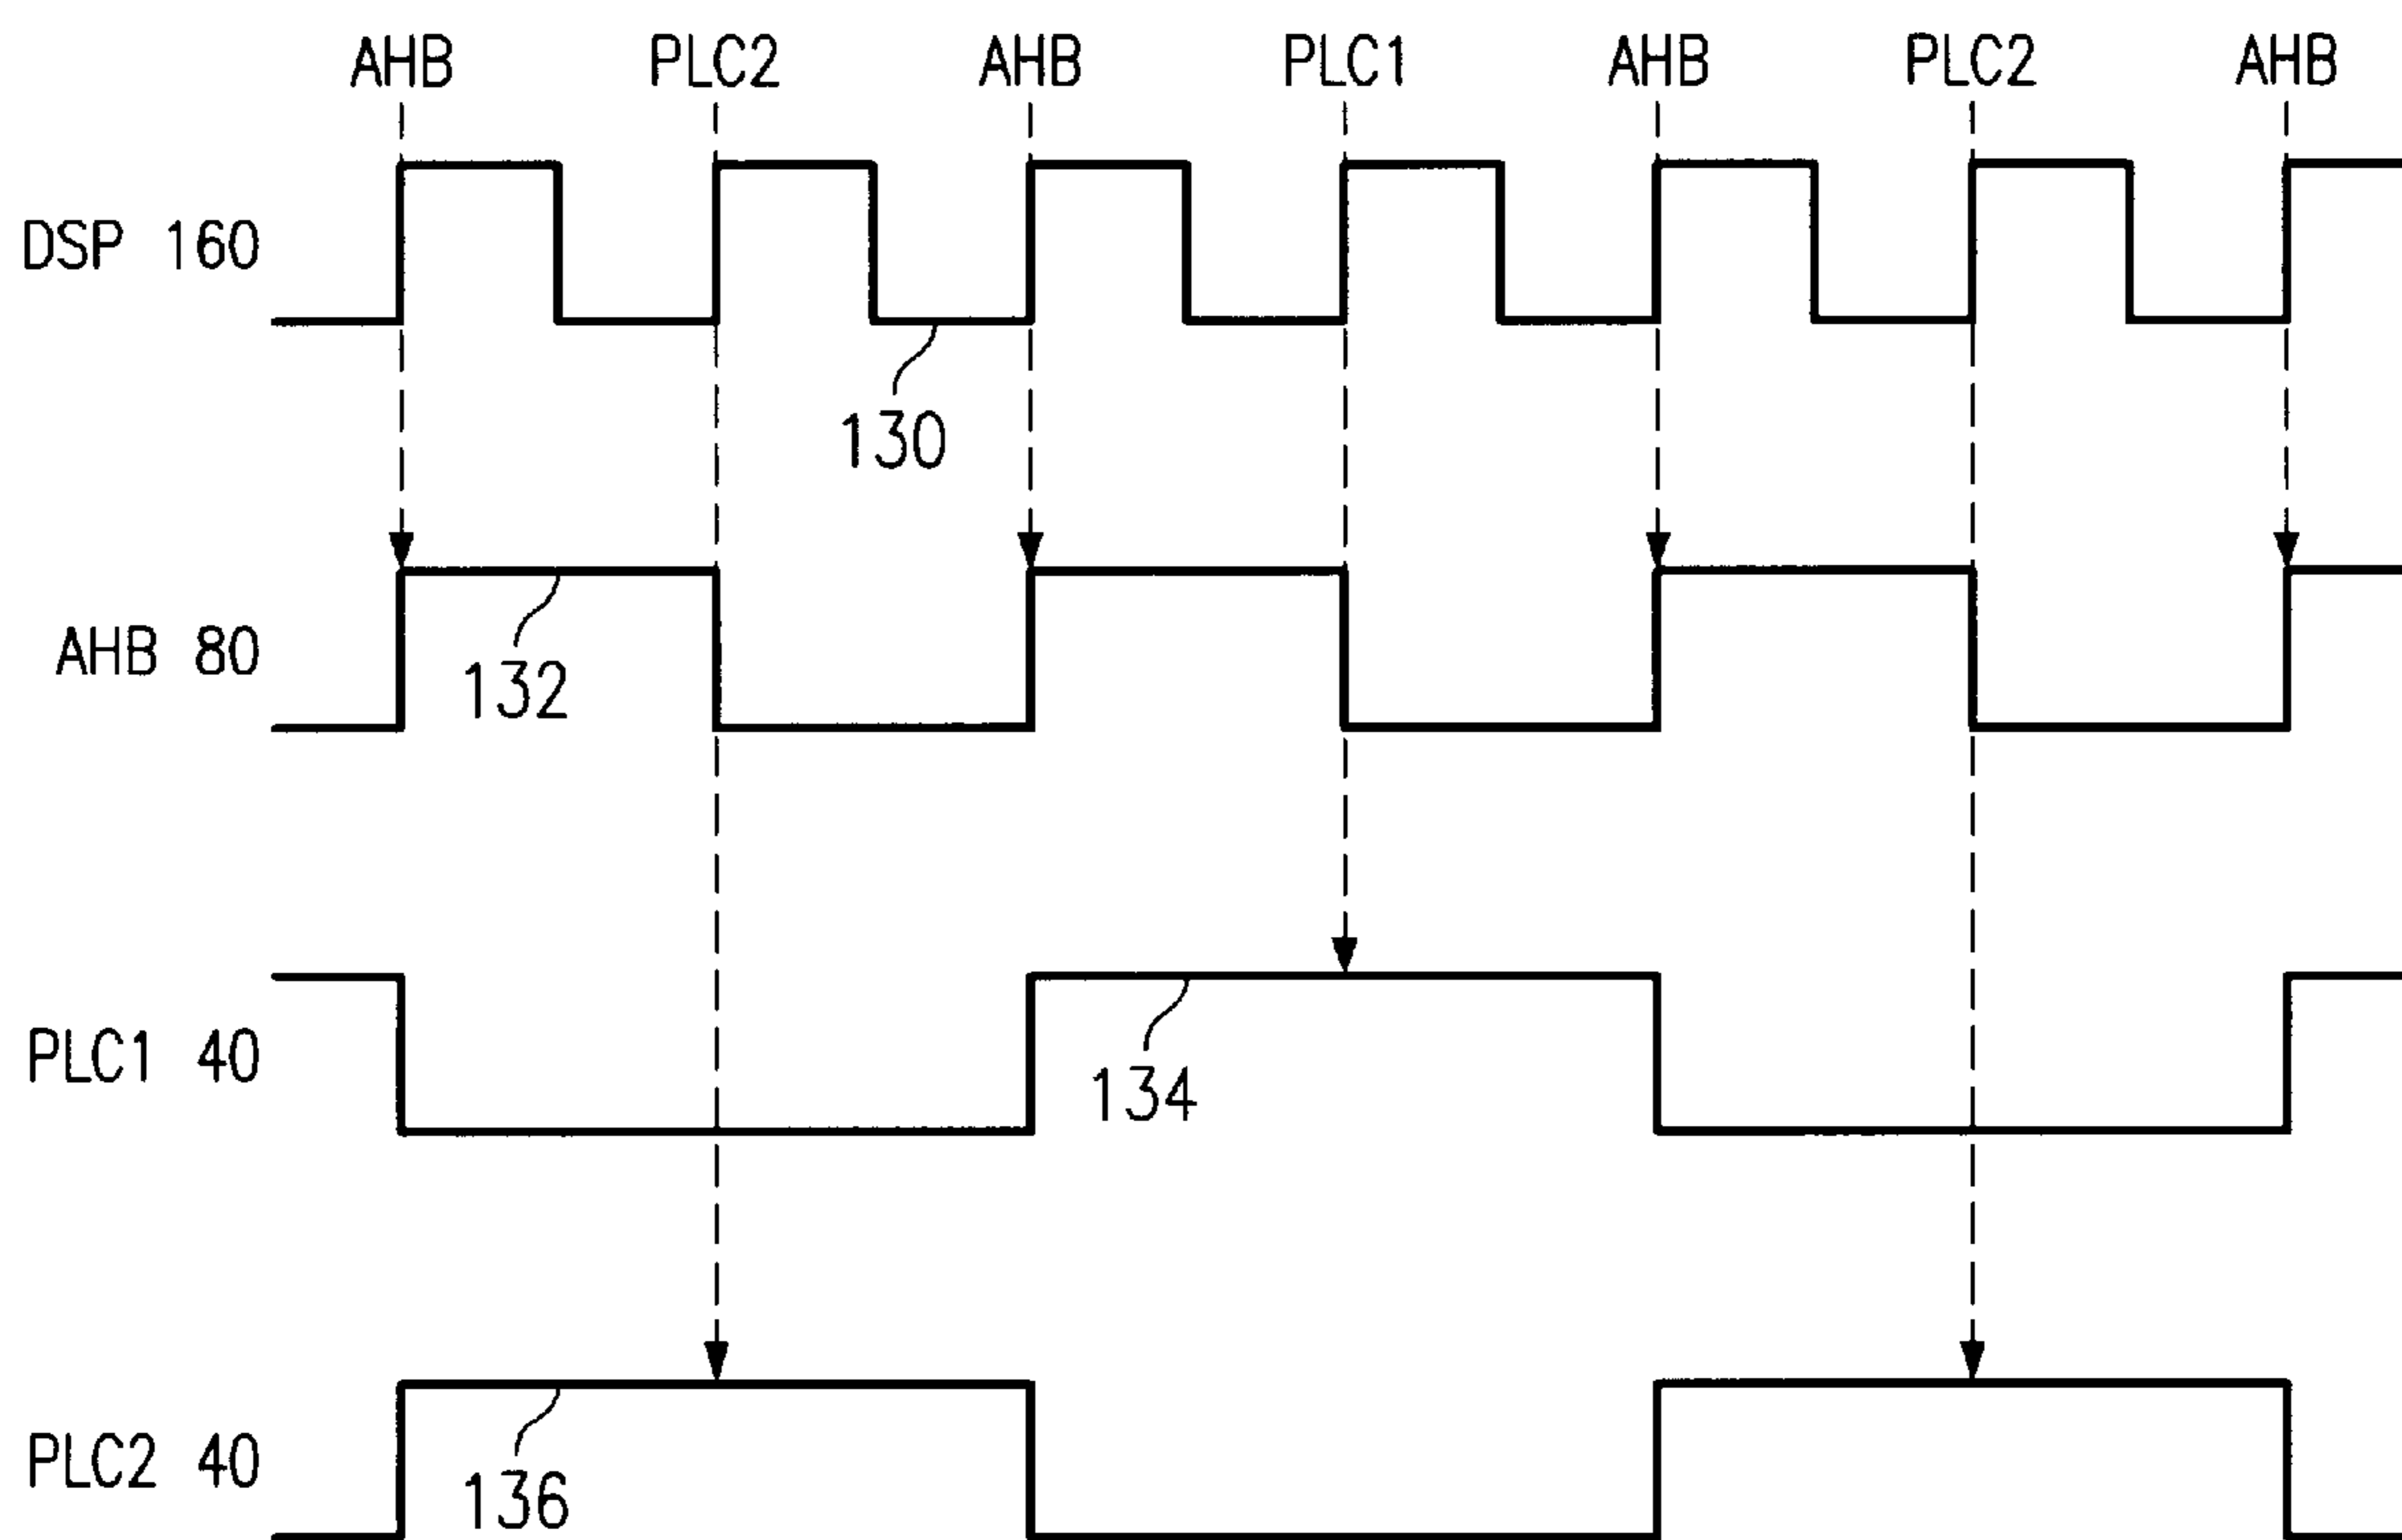 AHB PLC2 AHB PLC1 AHB PLC2 AHB
DSP 160
130
AHB 80
132
PLC1 40
134
PLC2 40
136